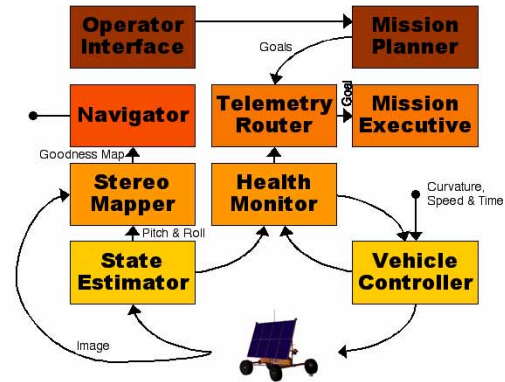 Operator
Interface
Mission
Planner
Goals
Navigator
Telemetry
Router
Goal
Mission
Executive
Goodness Map
Stereo
Mapper
Health
Monitor
Curvature,
Speed & Time
Pitch & Roll
State
Estimator
Vehicle
Controller
Image